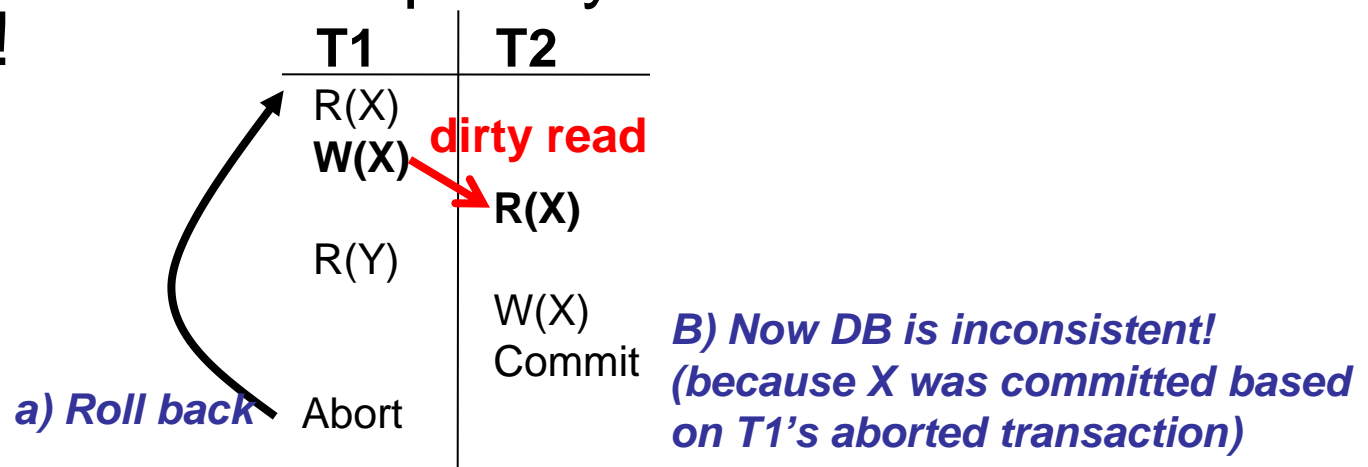 !
T1 T2
R(X)
W(X) dirty read
R(X)
R(Y)
W(X)
Commit
B) Now DB is inconsistent!
(because X was committed based
on T1's aborted transaction)
a) Roll back Abort